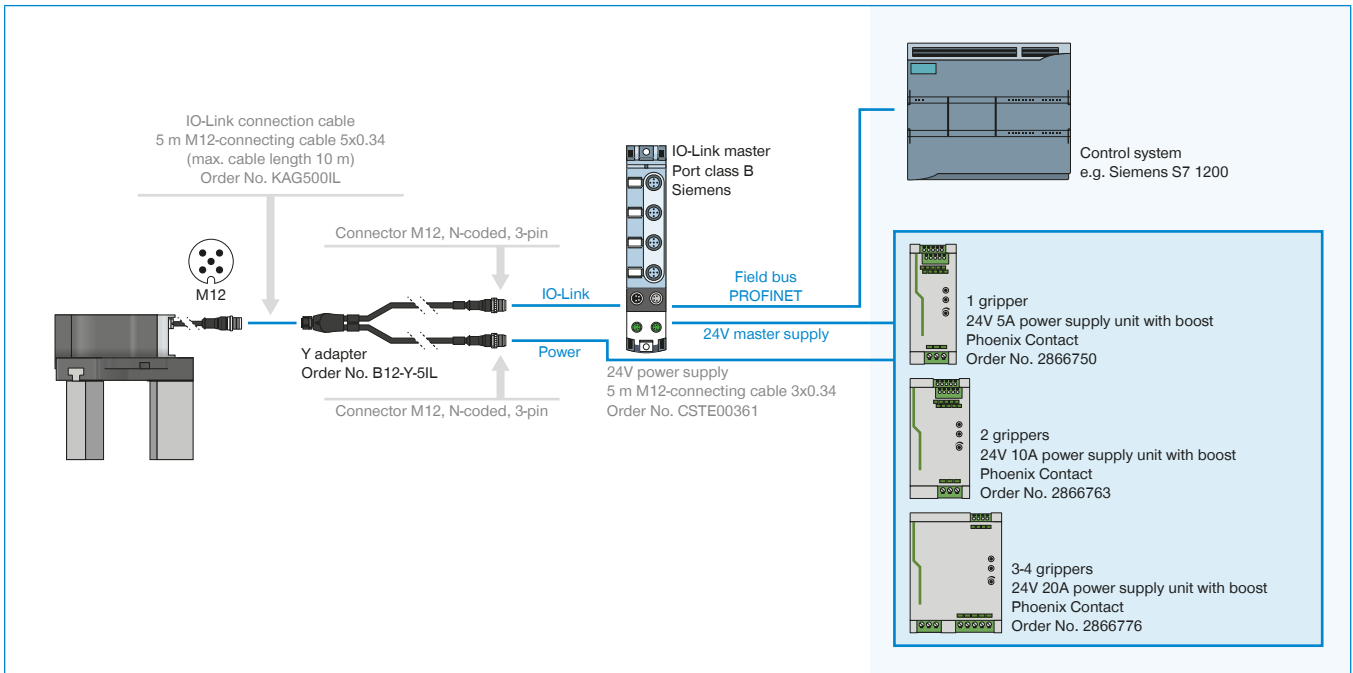 IO-Link connection cable
5 m M12-connecting cable 5x0.34
(max. cable length 10 m)
Order No. KAG500IL
M12
Connector M12, N-coded, 3-pin
Y adapter
Order No. B12-Y-5IL
Connector M12, N-coded, 3-pin
IO-Link
Power
IO-Link master
Port class B
Siemens
Field bus
PROFINET
24V master supply
24V power supply
5 m M12-connecting cable 3x0.34
Order No. CSTE00361
Control system
e.g. Siemens S7 1200
1 gripper
24V 5A power supply unit with boost
Phoenix Contact
Order No. 2866750
2 grippers
24V 10A power supply unit with boost
Phoenix Contact
Order No. 2866763
3-4 grippers
24V 20A power supply unit with boost
Phoenix Contact
Order No. 2866776